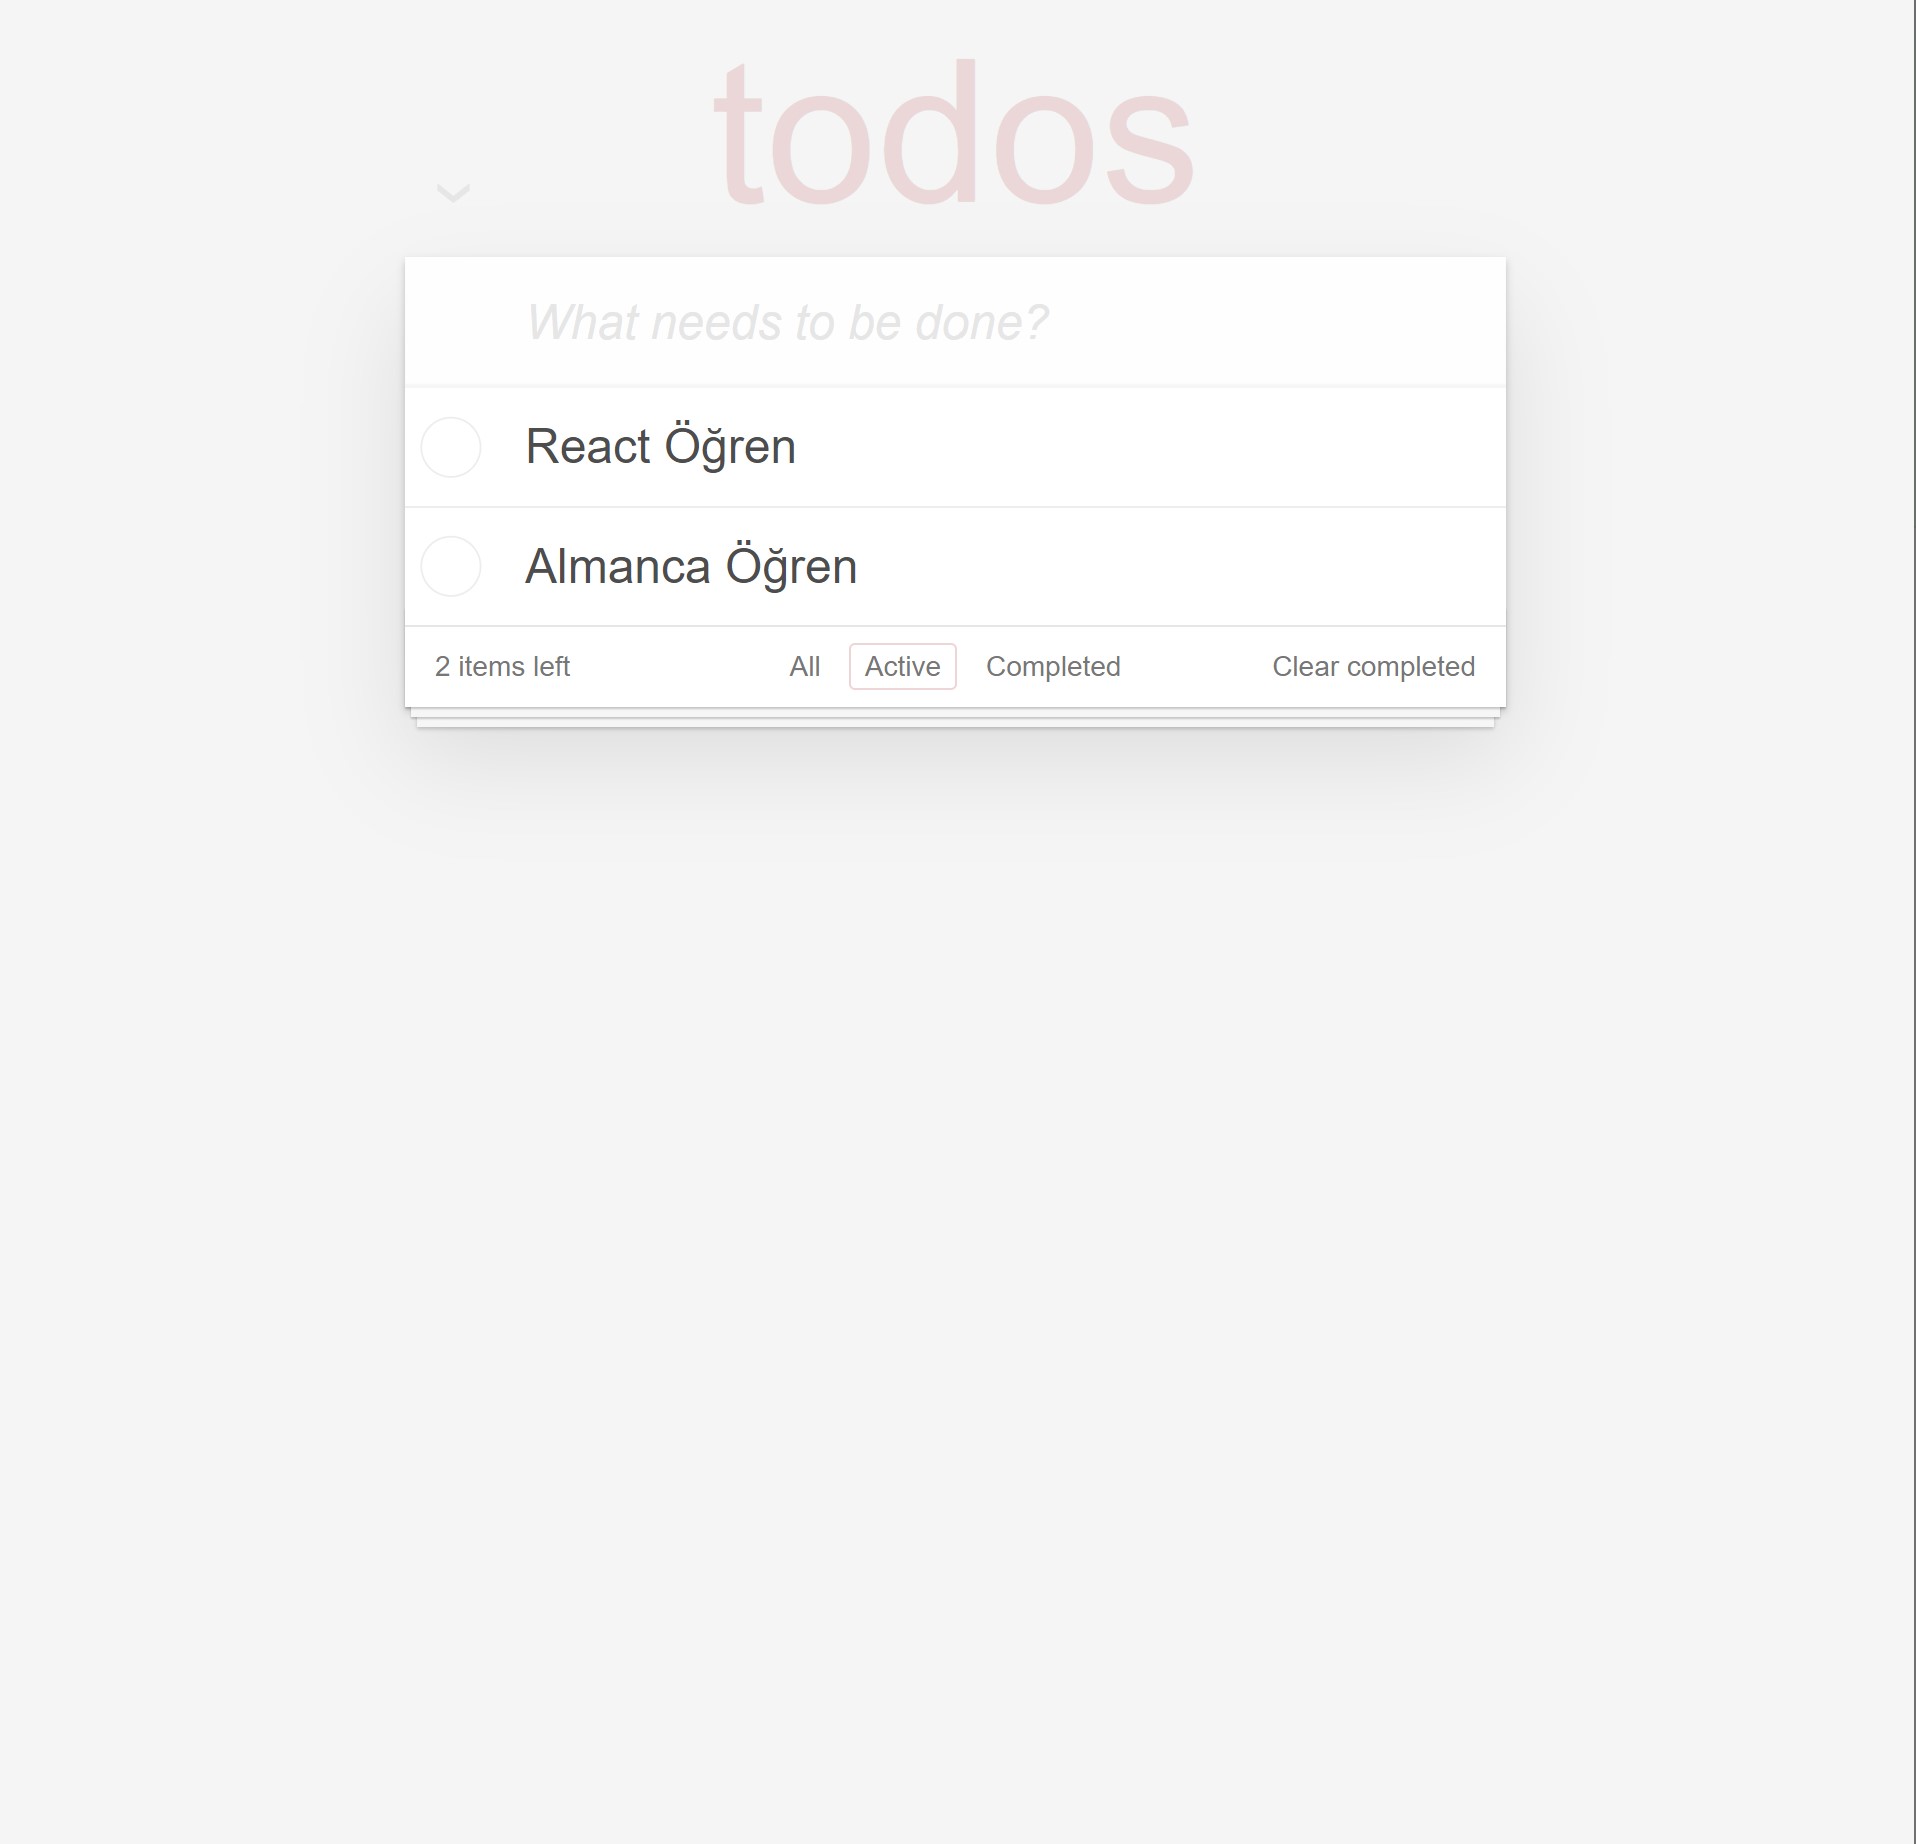 todos
What needs to be done?
React Öğren
Almanca Öğren
2 items left All Active Completed Clear completed